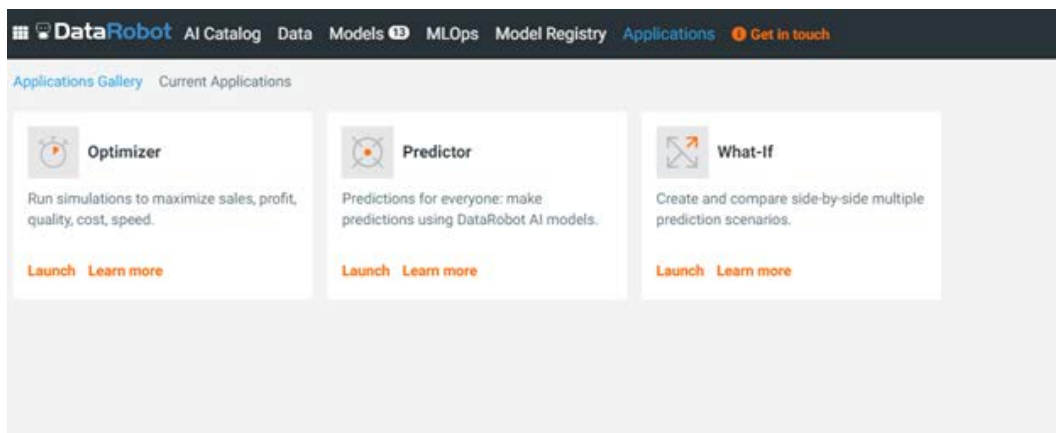 DataRobot AI Catalog Data Models 13 MLOps Model Registry Applications Get in touch
Applications Gallery Current Applications
Optimizer
Run simulations to maximize sales, profit,
quality, cost, speed.
Launch Learn more
Predictor
Predictions for everyone: make
predictions using DataRobot AI models.
Launch Learn more
What-If
Create and compare side-by-side multiple
prediction scenarios.
Launch Learn more